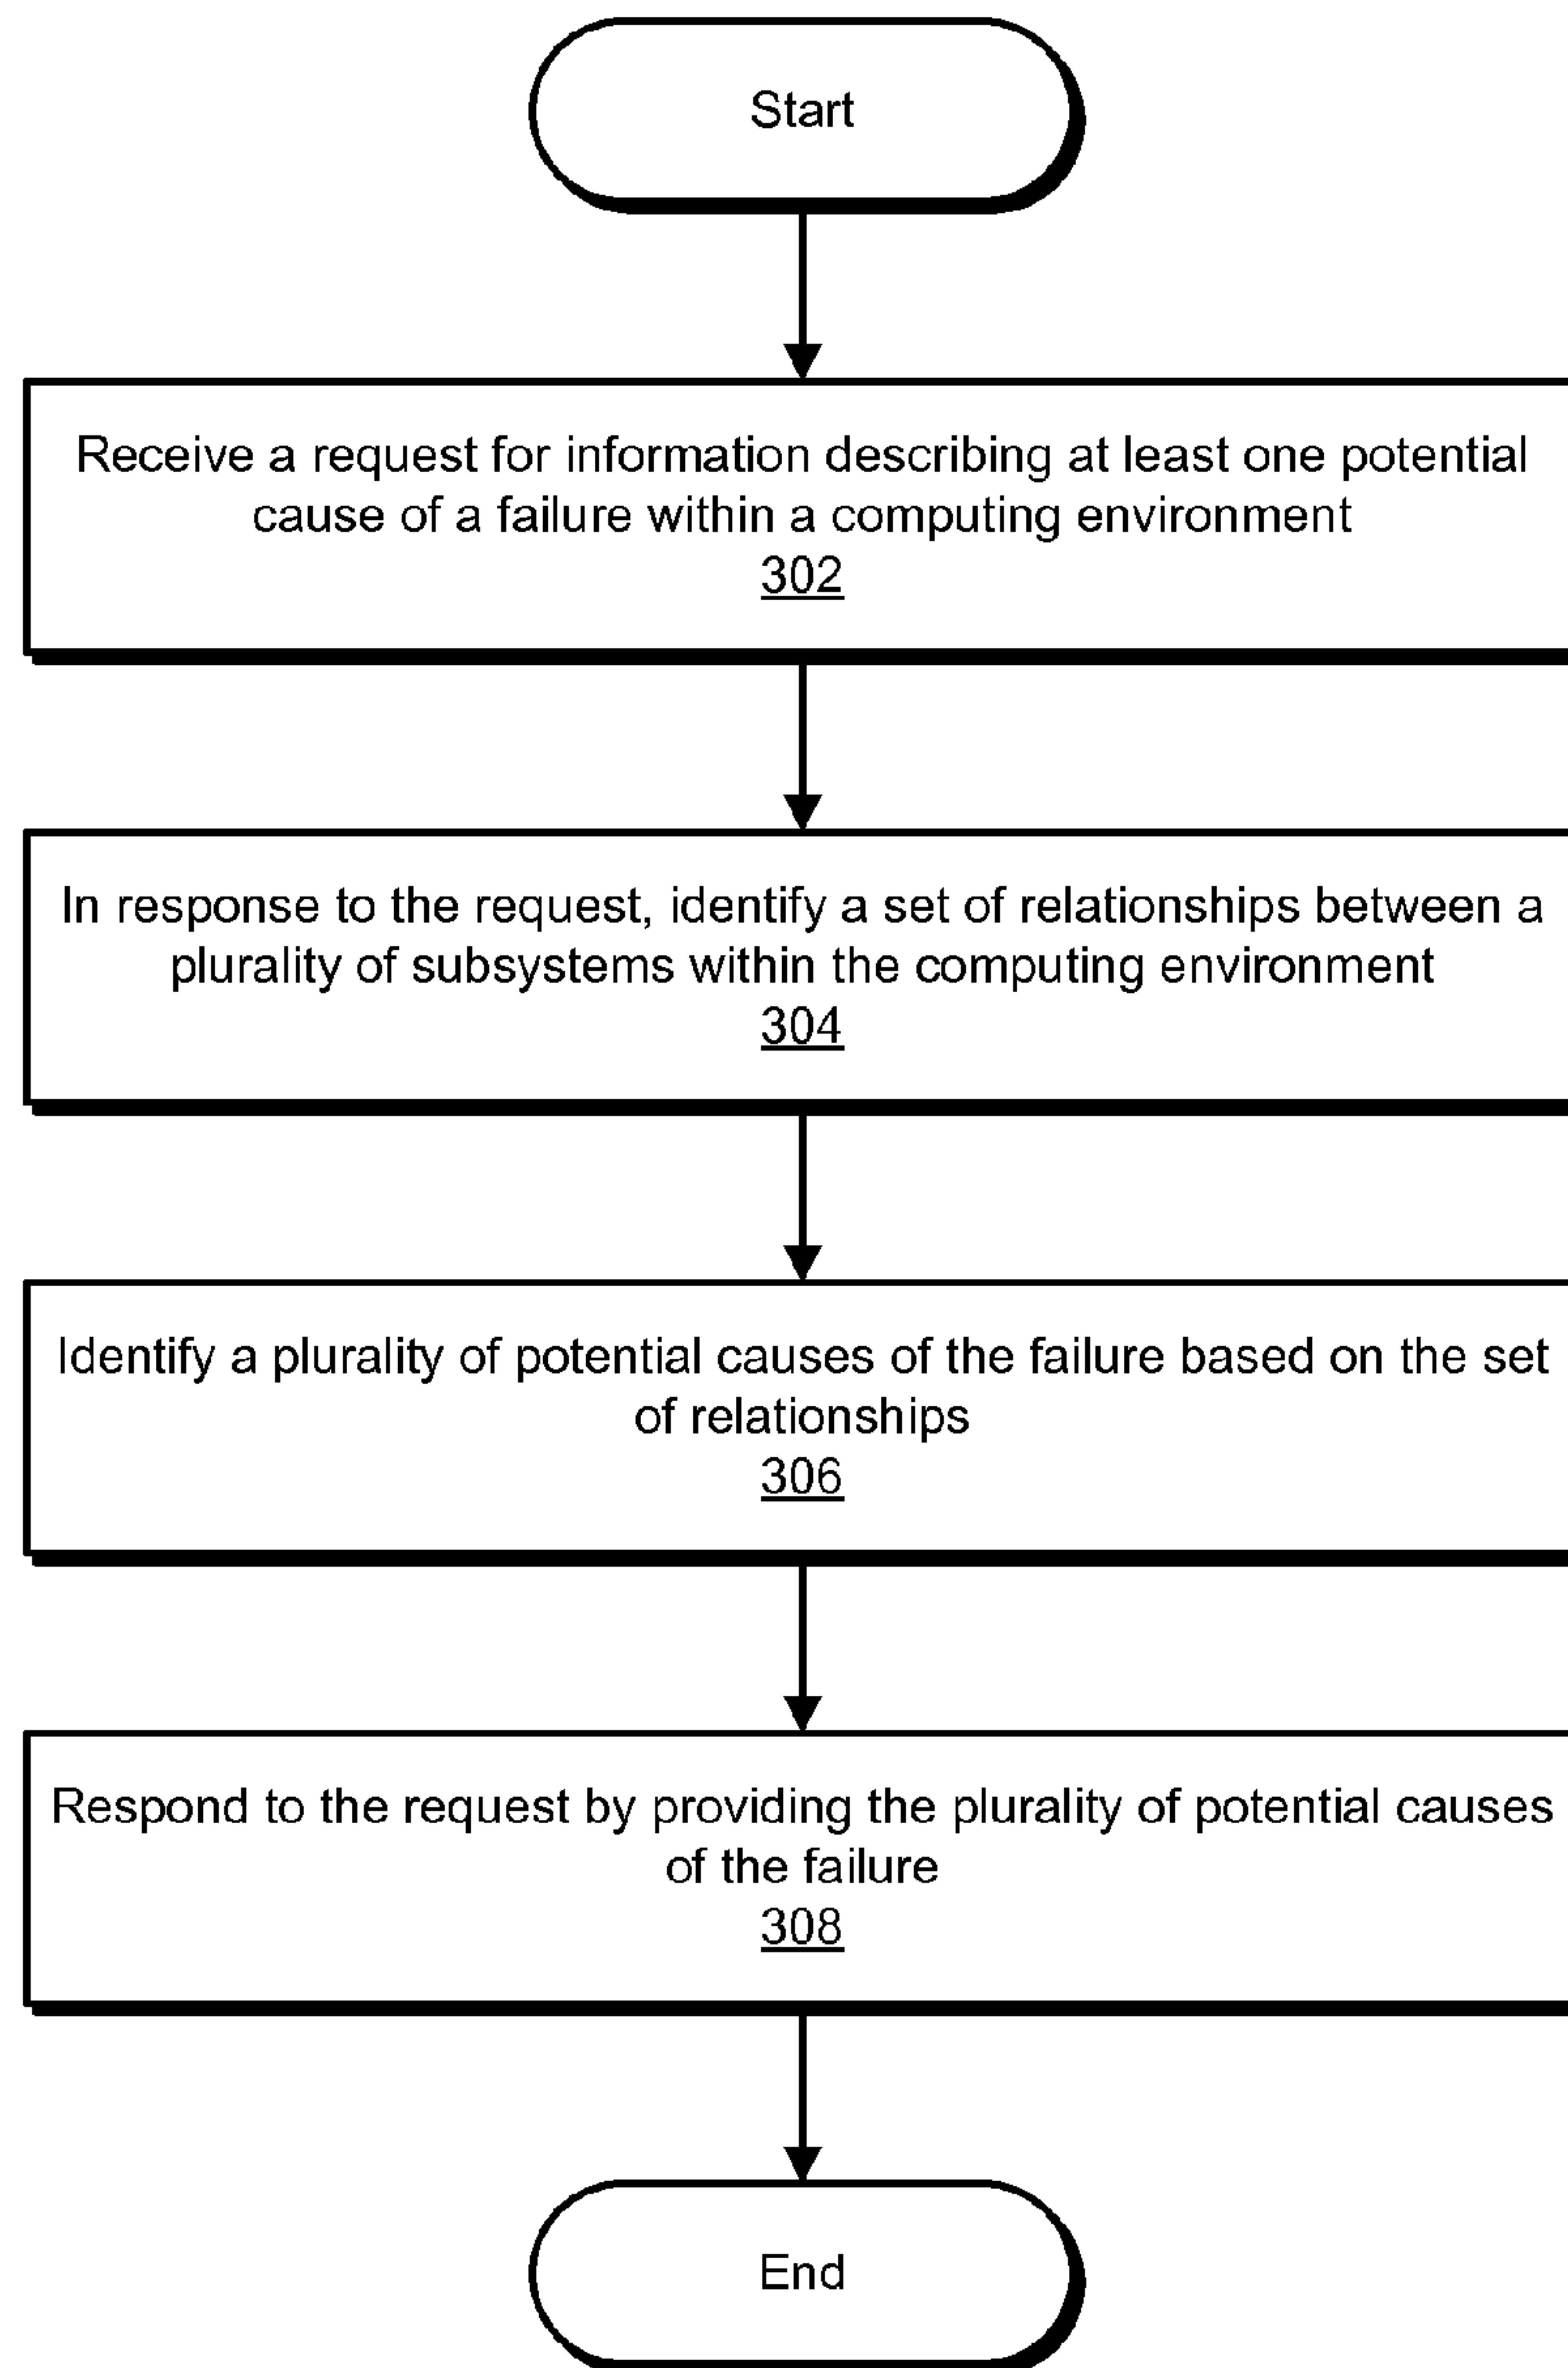 Start
Receive a request for information describing at least one potential
cause of a failure within a computing environment
302
In response to the request, identify a set of relationships between a
plurality of subsystems within the computing environment
304
Identify a plurality of potential causes of the failure based on the set
of relationships
306
Respond to the request by providing the plurality of potential causes
of the failure
308
End